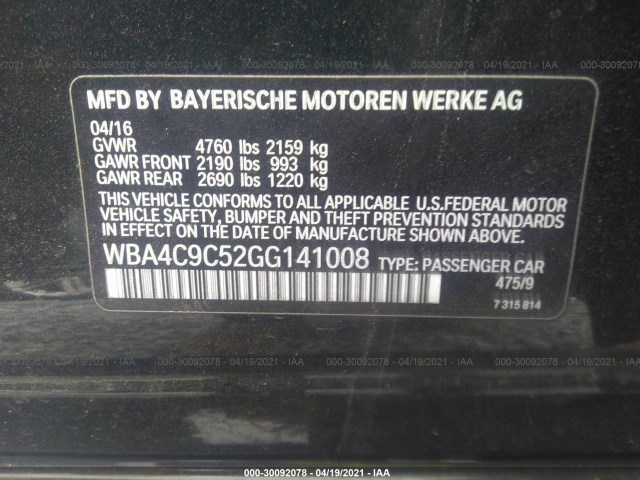 MFD BY BAYERISCHE MOTOREN WERKE AG
04/16
GVWR 4760 lbs 2159 kg
GAWR FRONT 2190 lbs 993 kg
GAWR REAR 2690 lbs 1220 kg
THIS VEHICLE CONFORMS TO ALL APPLICABLE U.S.FEDERAL MOTOR
VEHICLE SAFETY, BUMPER AND THEFT PREVENTION STANDARDS
IN EFFECT ON THE DATE OF MANUFACTURE SHOWN ABOVE.
WBA4C9C52GG141008 TYPE: PASSENGER CAR
475/9
7 315 814
000-30092078 - 04/19/2021 - IAA